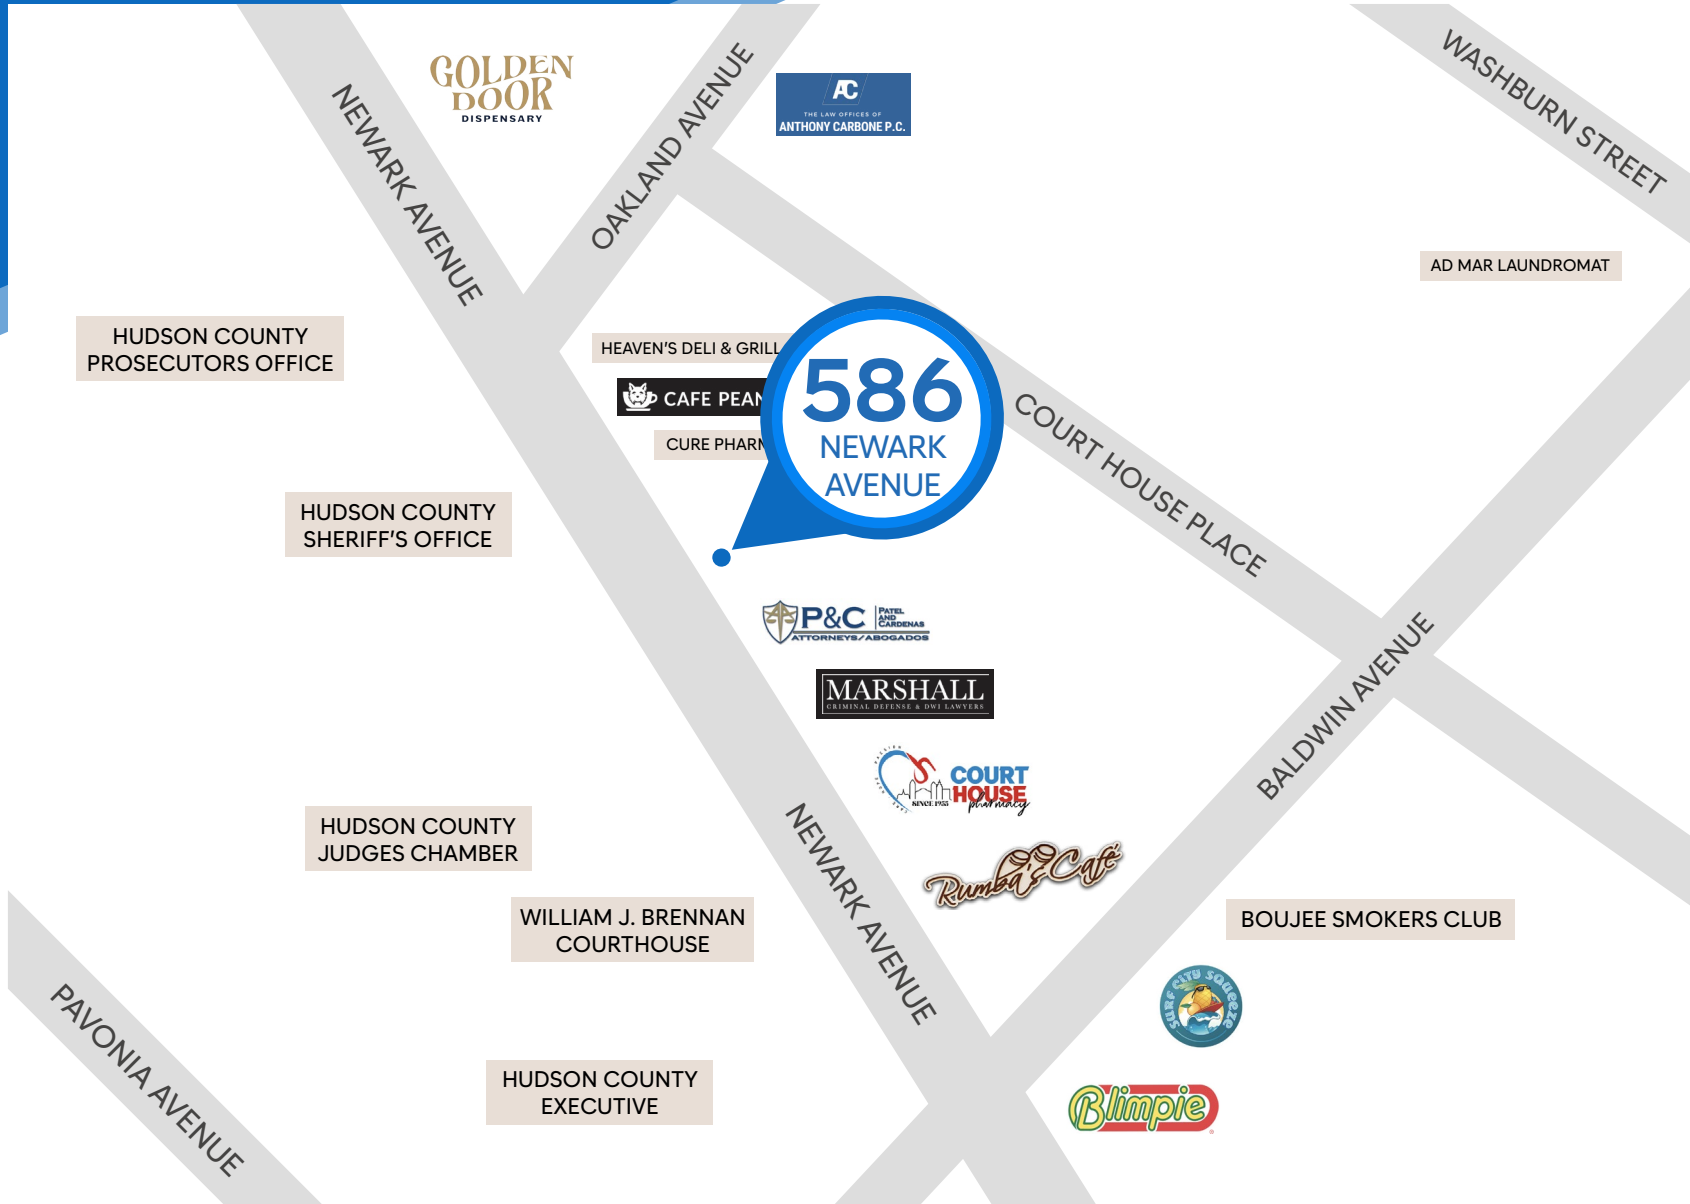 GOLDEN
DOOR
DISPENSARY
AC
THE LAW OFFICES OF
ANTHONY CARBONE P.C.
WASHBURN STREET
NEWARK AVENUE
OAKLAND AVENUE
AD MAR LAUNDROMAT
HUDSON COUNTY
PROSECUTORS OFFICE
HEAVEN'S DELI & GRILL
CAFE PEAN
CURE PHARM
586
NEWARK
AVENUE
COURT HOUSE PLACE
HUDSON COUNTY
SHERIFF'S OFFICE
P&C
PATEL
AND
CARDENAS
ATTORNEYS/ABOGADOS
MARSHALL
CRIMINAL DEFENSE & DWI LAWYERS
BALDWIN AVENUE
COURT
HOUSE
pharmacy
SINCE 1955
HUDSON COUNTY
JUDGES CHAMBER
NEWARK AVENUE
Rumba's Café
WILLIAM J. BRENNAN
COURTHOUSE
BOUJEE SMOKERS CLUB
SURF CITY SQUEEZE
PAVONIA AVENUE
HUDSON COUNTY
EXECUTIVE
Blimpie